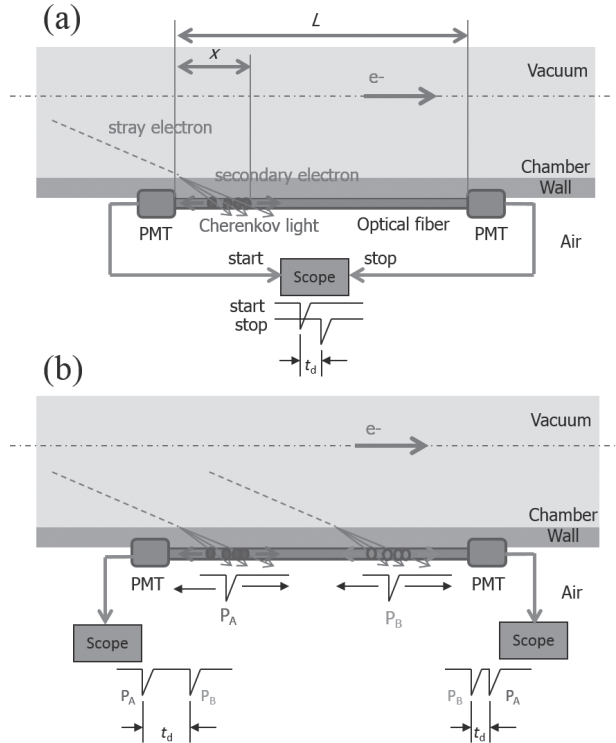 (a)
L
x
e-
Vacuum
stray electron
secondary electron
Chamber
Wall
Cherenkov light
Optical fiber
PMT
PMT
Air
start
stop
Scope
start
stop
td
(b)
Vacuum
e-
Chamber
Wall
PMT
PMT
Air
PA
PB
Scope
Scope
PA
PB
PB
PA
td
td